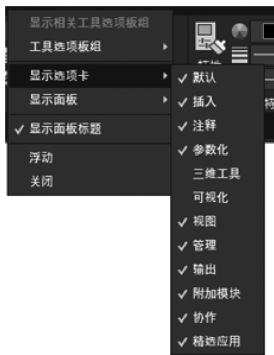 显示相关工具选项板组
工具选项板组
显示选项卡
显示面板
显示面板标题
浮动
关闭
默认
插入
注释
参数化
三维工具
可视化
视图
管理
输出
附加模块
协作
精选应用